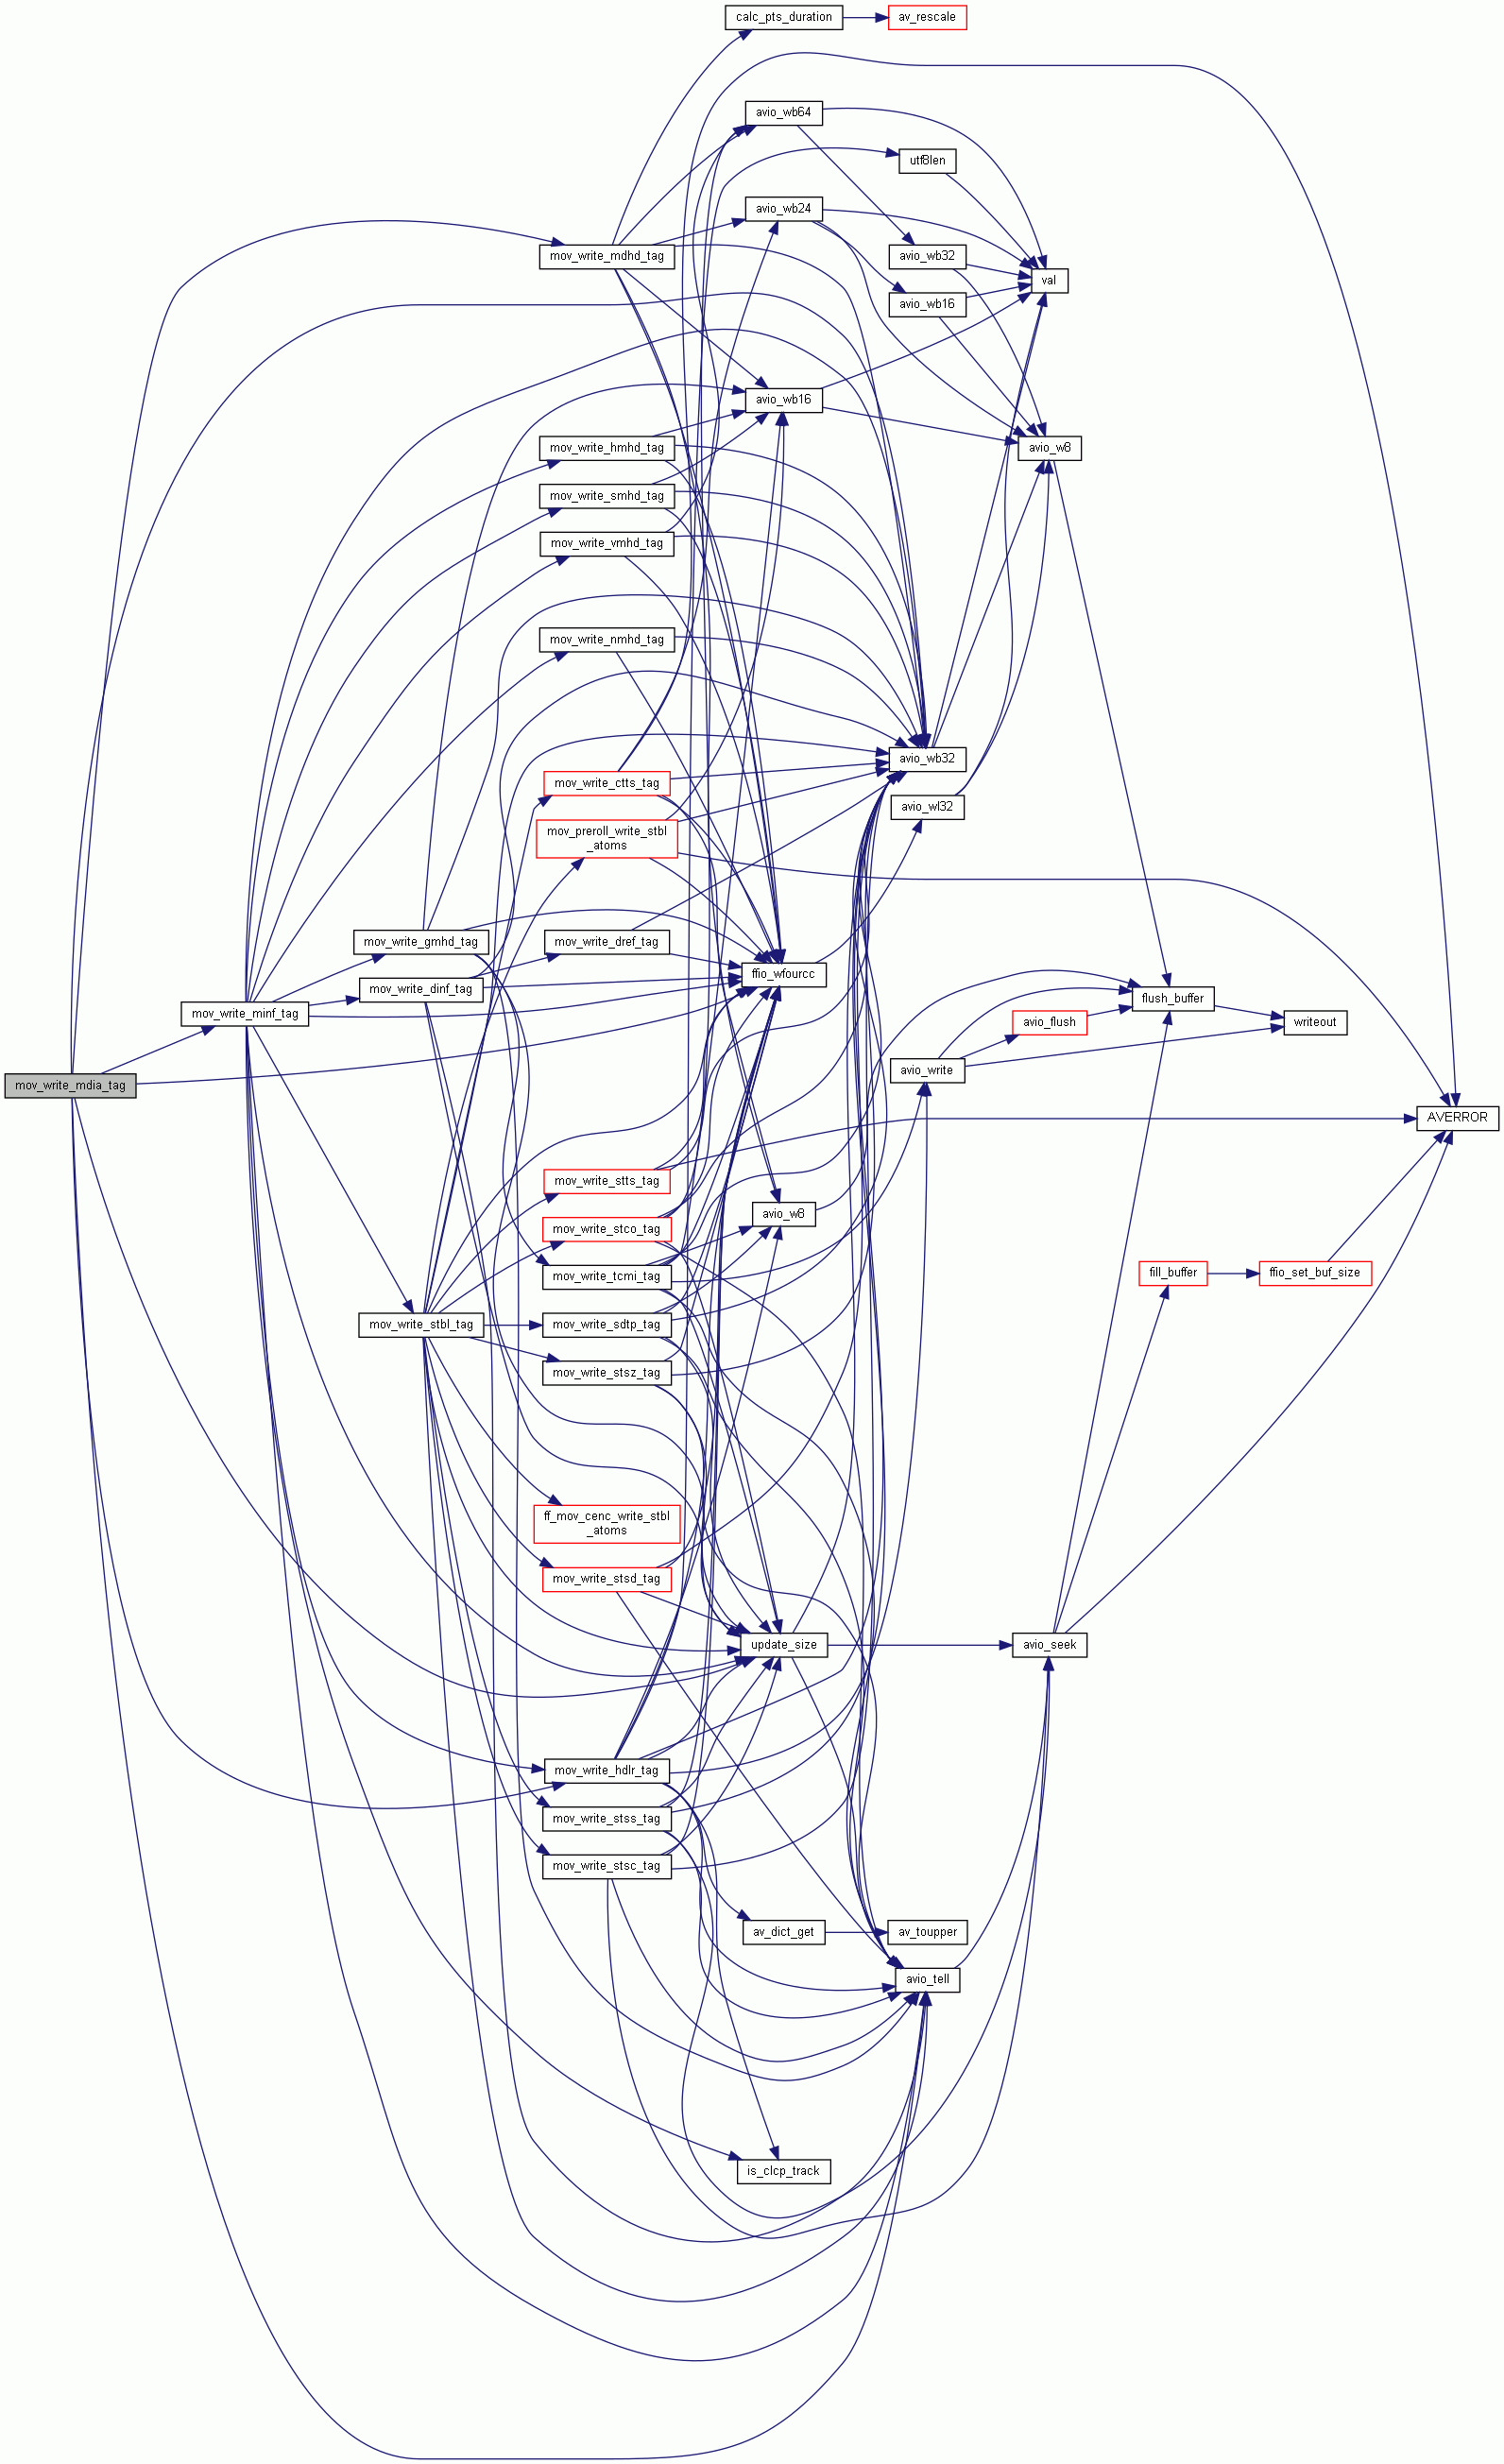 calc_pts_duration
av_rescale
avio_wb64
utf8len
avio_wb24
mov_write_mdhd_tag
avio_wb32
val
avio_wb16
avio_wb16
mov_write_hmhd_tag
avio_w8
mov_write_smhd_tag
mov_write_vmhd_tag
mov_write_nmhd_tag
avio_wb32
mov_write_ctts_tag
avio_wl32
mov_preroll_write_stbl
_atoms
mov_write_gmhd_tag
mov_write_dref_tag
ffio_wfourcc
mov_write_dinf_tag
flush_buffer
mov_write_minf_tag
avio_flush
writeout
avio_write
mov_write_mdia_tag
AVERROR
mov_write_stts_tag
avio_w8
mov_write_stco_tag
mov_write_tcmi_tag
fill_buffer
ffio_set_buf_size
mov_write_stbl_tag
mov_write_sdtp_tag
mov_write_stsz_tag
ff_mov_cenc_write_stbl
_atoms
mov_write_stsd_tag
update_size
avio_seek
mov_write_hdlr_tag
mov_write_stss_tag
mov_write_stsc_tag
av_dict_get
av_toupper
avio_tell
is_clcp_track